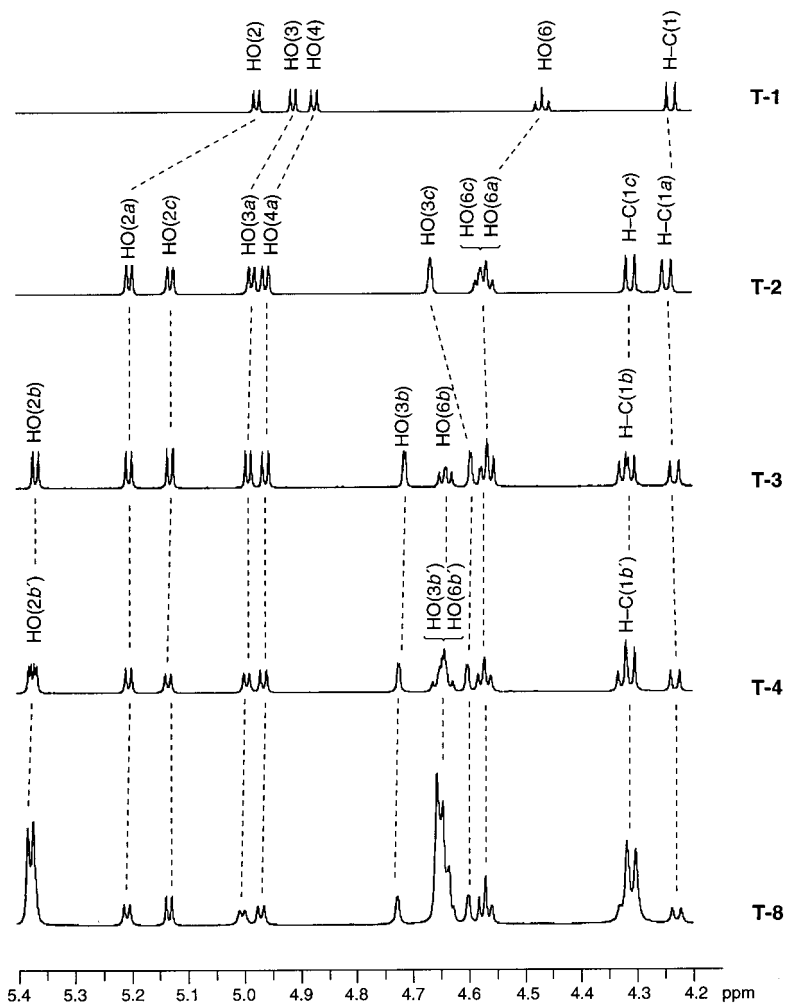 HO(2) HO(3) HO(4) HO(6) H–C(1)
T-1
HO(2a) HO(2c) HO(3a) HO(4a) HO(3c) HO(6c) HO(6a) H–C(1c) H–C(1a)
T-2
HO(2b) HO(3b) HO(6b) H–C(1b)
T-3
HO(2b') HO(3b') HO(6b') H–C(1b')
T-4
T-8
5.4 5.3 5.2 5.1 5.0 4.9 4.8 4.7 4.6 4.5 4.4 4.3 4.2 ppm